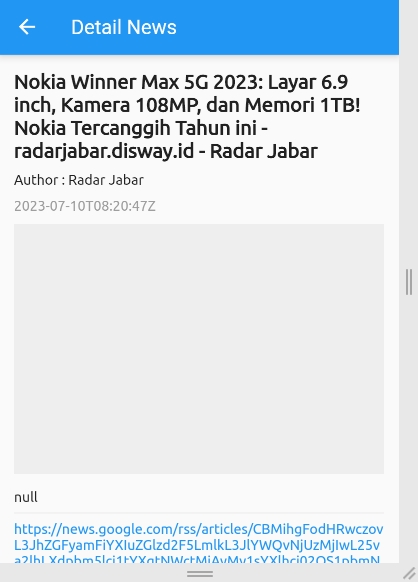 Detail News
Nokia Winner Max 5G 2023: Layar 6.9
inch, Kamera 108MP, dan Memori 1TB!
Nokia Tercanggih Tahun ini -
radarjabar.disway.id - Radar Jabar
Author : Radar Jabar
2023-07-10T08:20:47Z
null
https://news.google.com/rss/articles/CBMihgFodHRwczov
L3JhZGFyamFiYXIuZGlzd2F5LmlkL3JlYWQvNjUzMjIwL25v